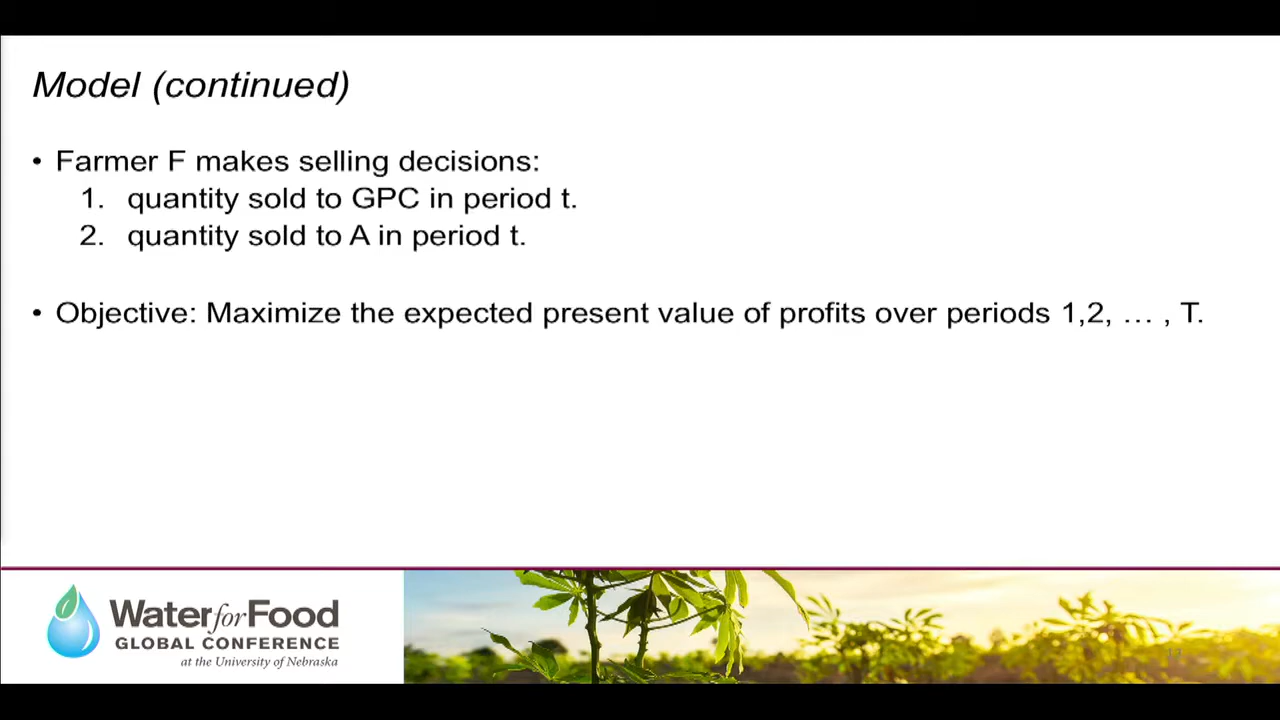 Model (continued)
• Farmer F makes selling decisions:
1. quantity sold to GPC in period t.
2. quantity sold to A in period t.
• Objective: Maximize the expected present value of profits over periods 1,2, … , T.
Water for Food
GLOBAL CONFERENCE
at the University of Nebraska